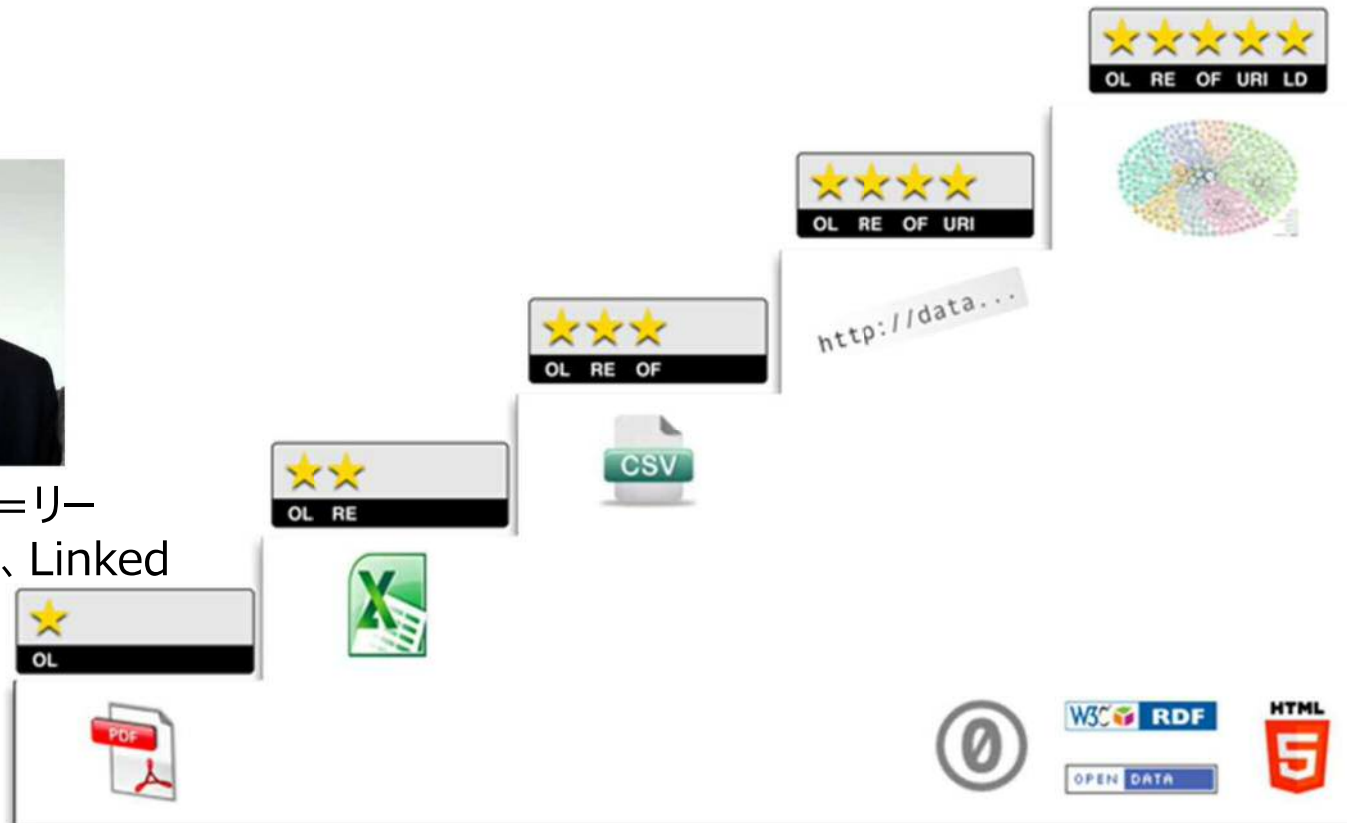 OL RE OF URI LD
OL RE OF URI
http://data...
OL RE OF
CSV
OL RE
＝リー
、Linked
X
OL
PDF
0
W3C RDF
OPEN DATA
HTML
5